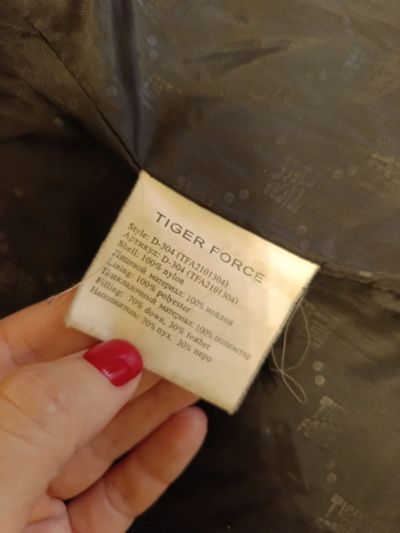 TIGER FORCE
Style: D-304 (TFA2101304)
Артикул: D-304 (TFA2101304)
Shell: 100% nylon
Лицевой материал: 100% нейлон
Lining: 100% polyester
Подкладочный материал: 100% полиэстер
Filling: 70% down, 30% feather
Наполнитель: 70% пух, 30% перо
TIGER